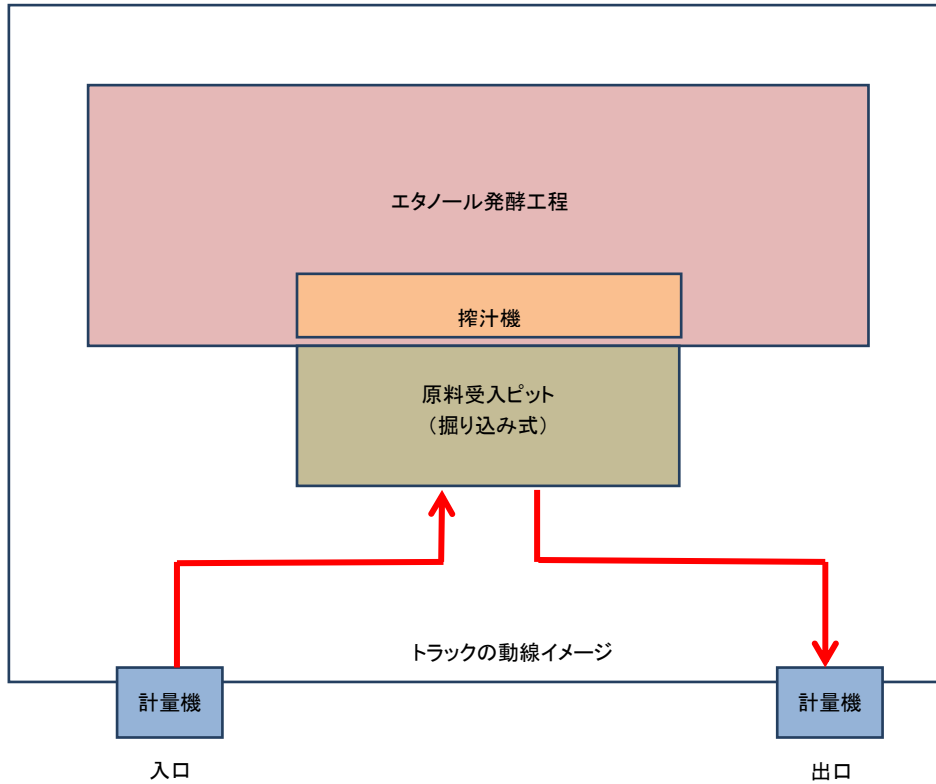 エタノール発酵工程
搾汁機
原料受入ピット
（掘り込み式）
トラックの動線イメージ
計量機
計量機
入口
出口